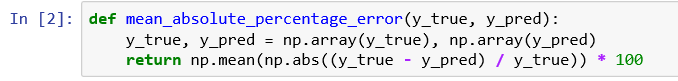 In [2]: def mean_absolute_percentage_error(y_true, y_pred):
    y_true, y_pred = np.array(y_true), np.array(y_pred)
    return np.mean(np.abs((y_true - y_pred) / y_true)) * 100